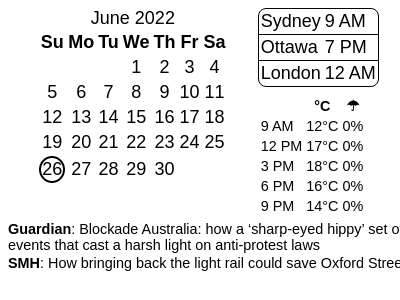 June 2022
Su Mo Tu We Th Fr Sa
1 2 3 4
5 6 7 8 9 10 11
12 13 14 15 16 17 18
19 20 21 22 23 24 25
26 27 28 29 30
Sydney 9 AM
Ottawa 7 PM
London 12 AM
°C ☂
9 AM 12°C 0%
12 PM 17°C 0%
3 PM 18°C 0%
6 PM 16°C 0%
9 PM 14°C 0%
Guardian: Blockade Australia: how a ‘sharp-eyed hippy’ set o
events that cast a harsh light on anti-protest laws
SMH: How bringing back the light rail could save Oxford Stree